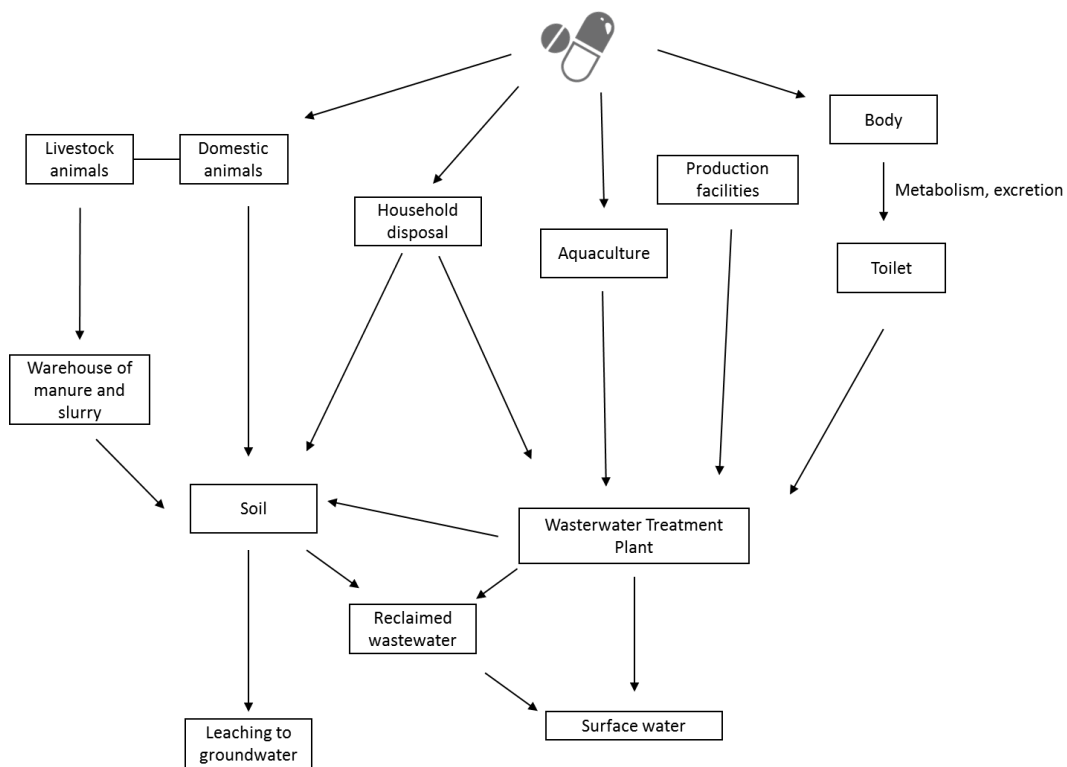 Body
Livestock
animals
Domestic
animals
Production
facilities
Metabolism, excretion
Household
disposal
Aquaculture
Toilet
Warehouse of
manure and
slurry
Soil
Wasterwater Treatment
Plant
Reclaimed
wastewater
Leaching to
groundwater
Surface water